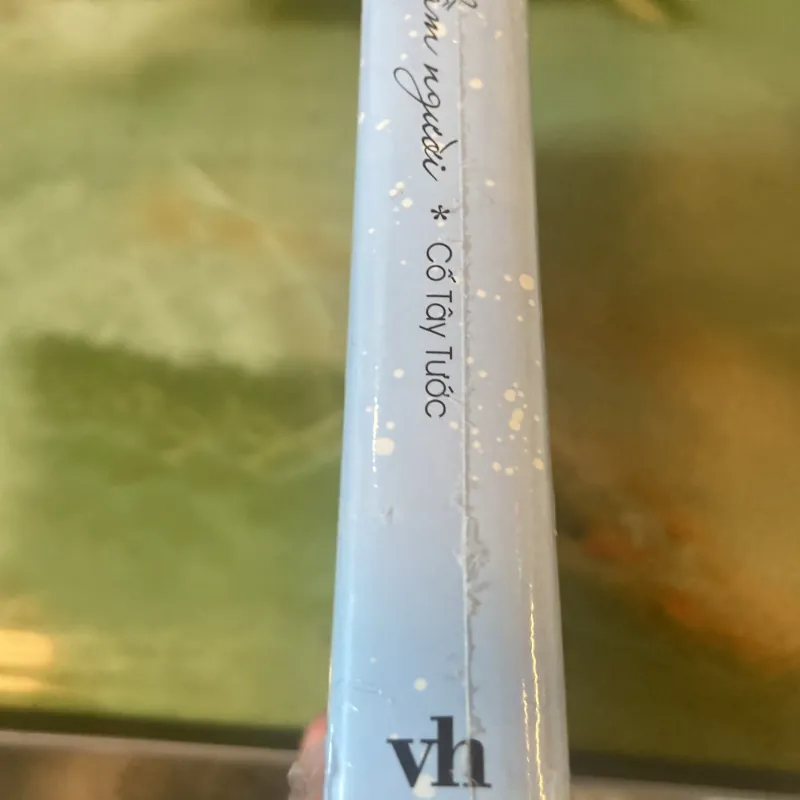 người * Cố Tây Tước
vh